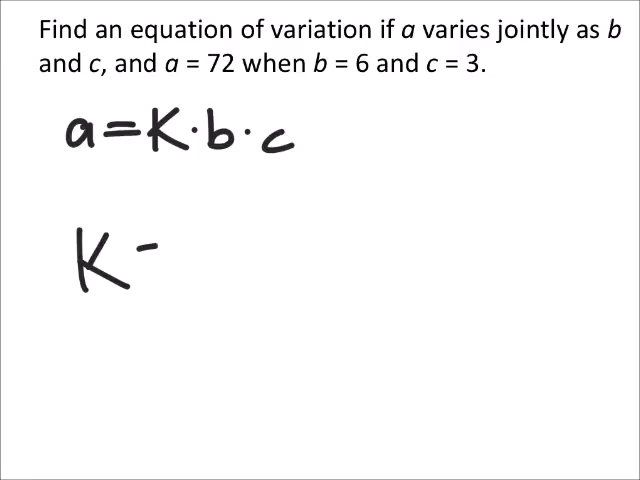 Find an equation of variation if a varies jointly as b
and c, and a = 72 when b = 6 and c = 3.
a=K·b·c
K -